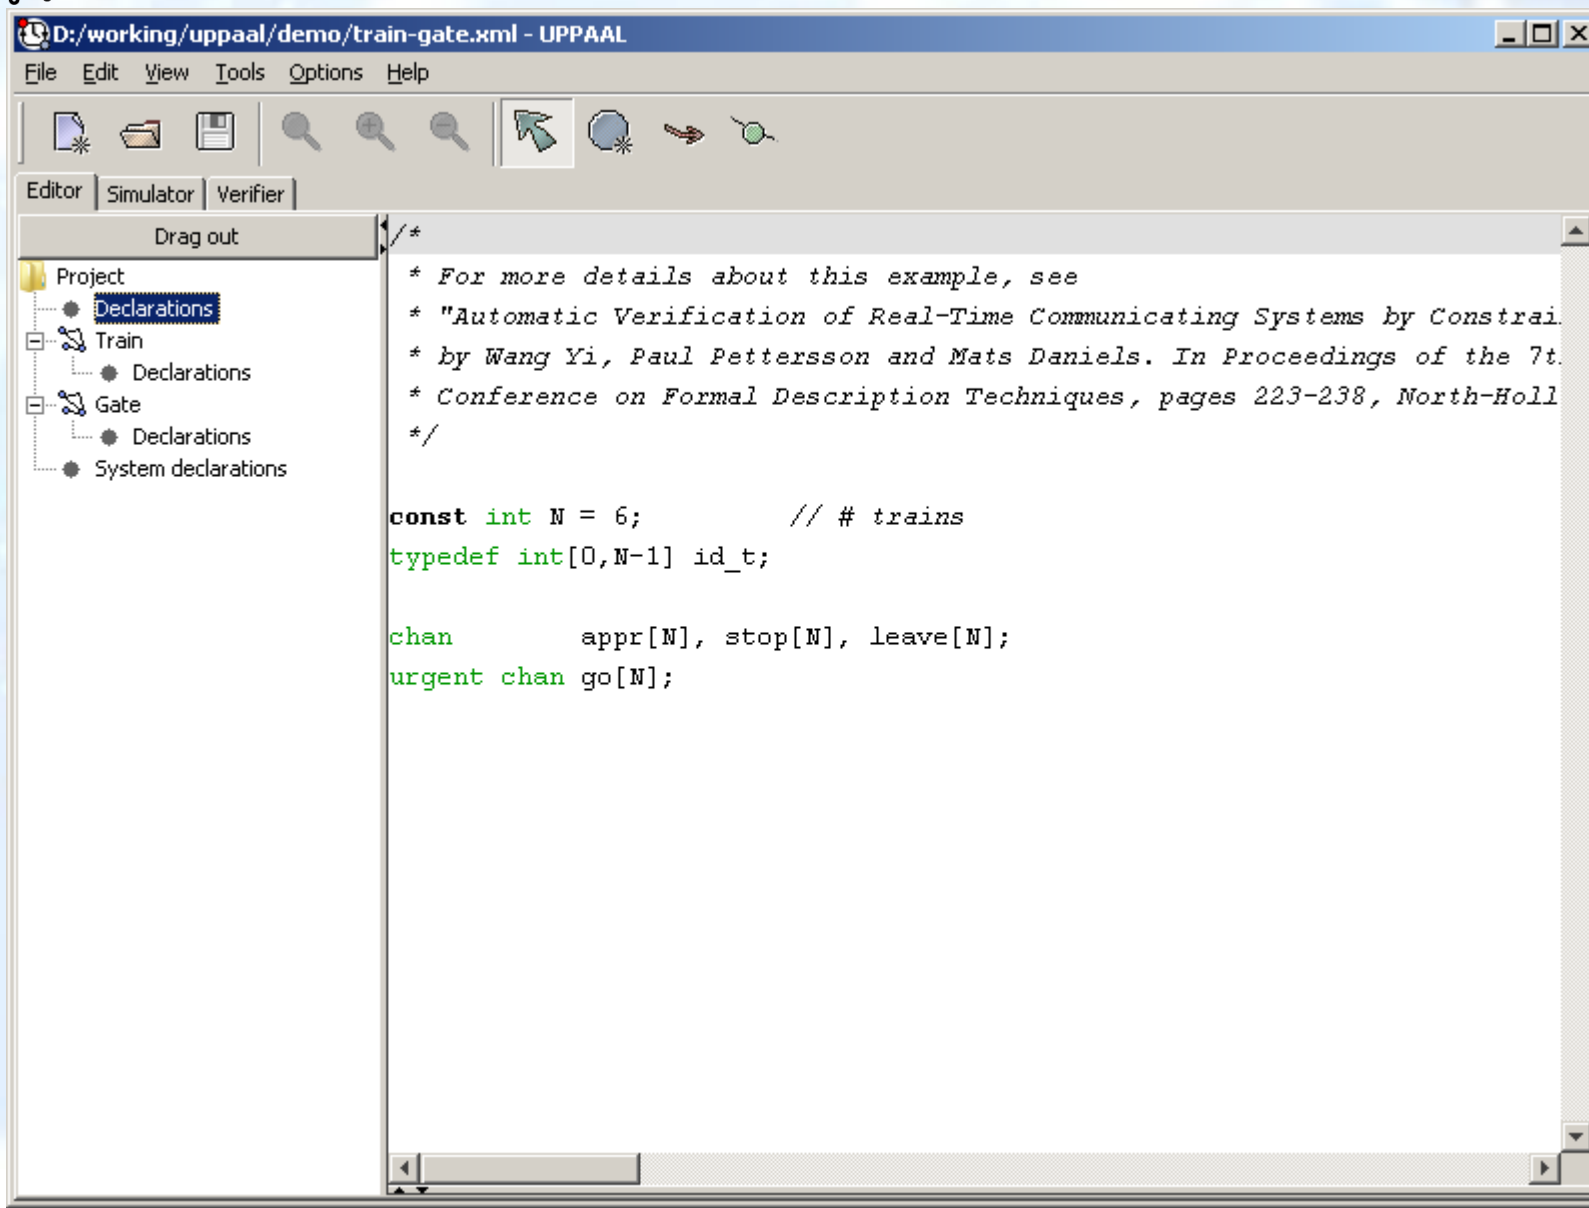 D:/working/uppaal/demo/train-gate.xml - UPPAAL
File Edit View Tools Options Help
Editor Simulator Verifier
Drag out
Project
Declarations
Train
Declarations
Gate
Declarations
System declarations
/*
* For more details about this example, see
* "Automatic Verification of Real-Time Communicating Systems by Constrai
* by Wang Yi, Paul Pettersson and Mats Daniels. In Proceedings of the 7t
* Conference on Formal Description Techniques, pages 223-238, North-Holl
*/
const int N = 6; // # trains
typedef int[0,N-1] id_t;
chan appr[N], stop[N], leave[N];
urgent chan go[N];